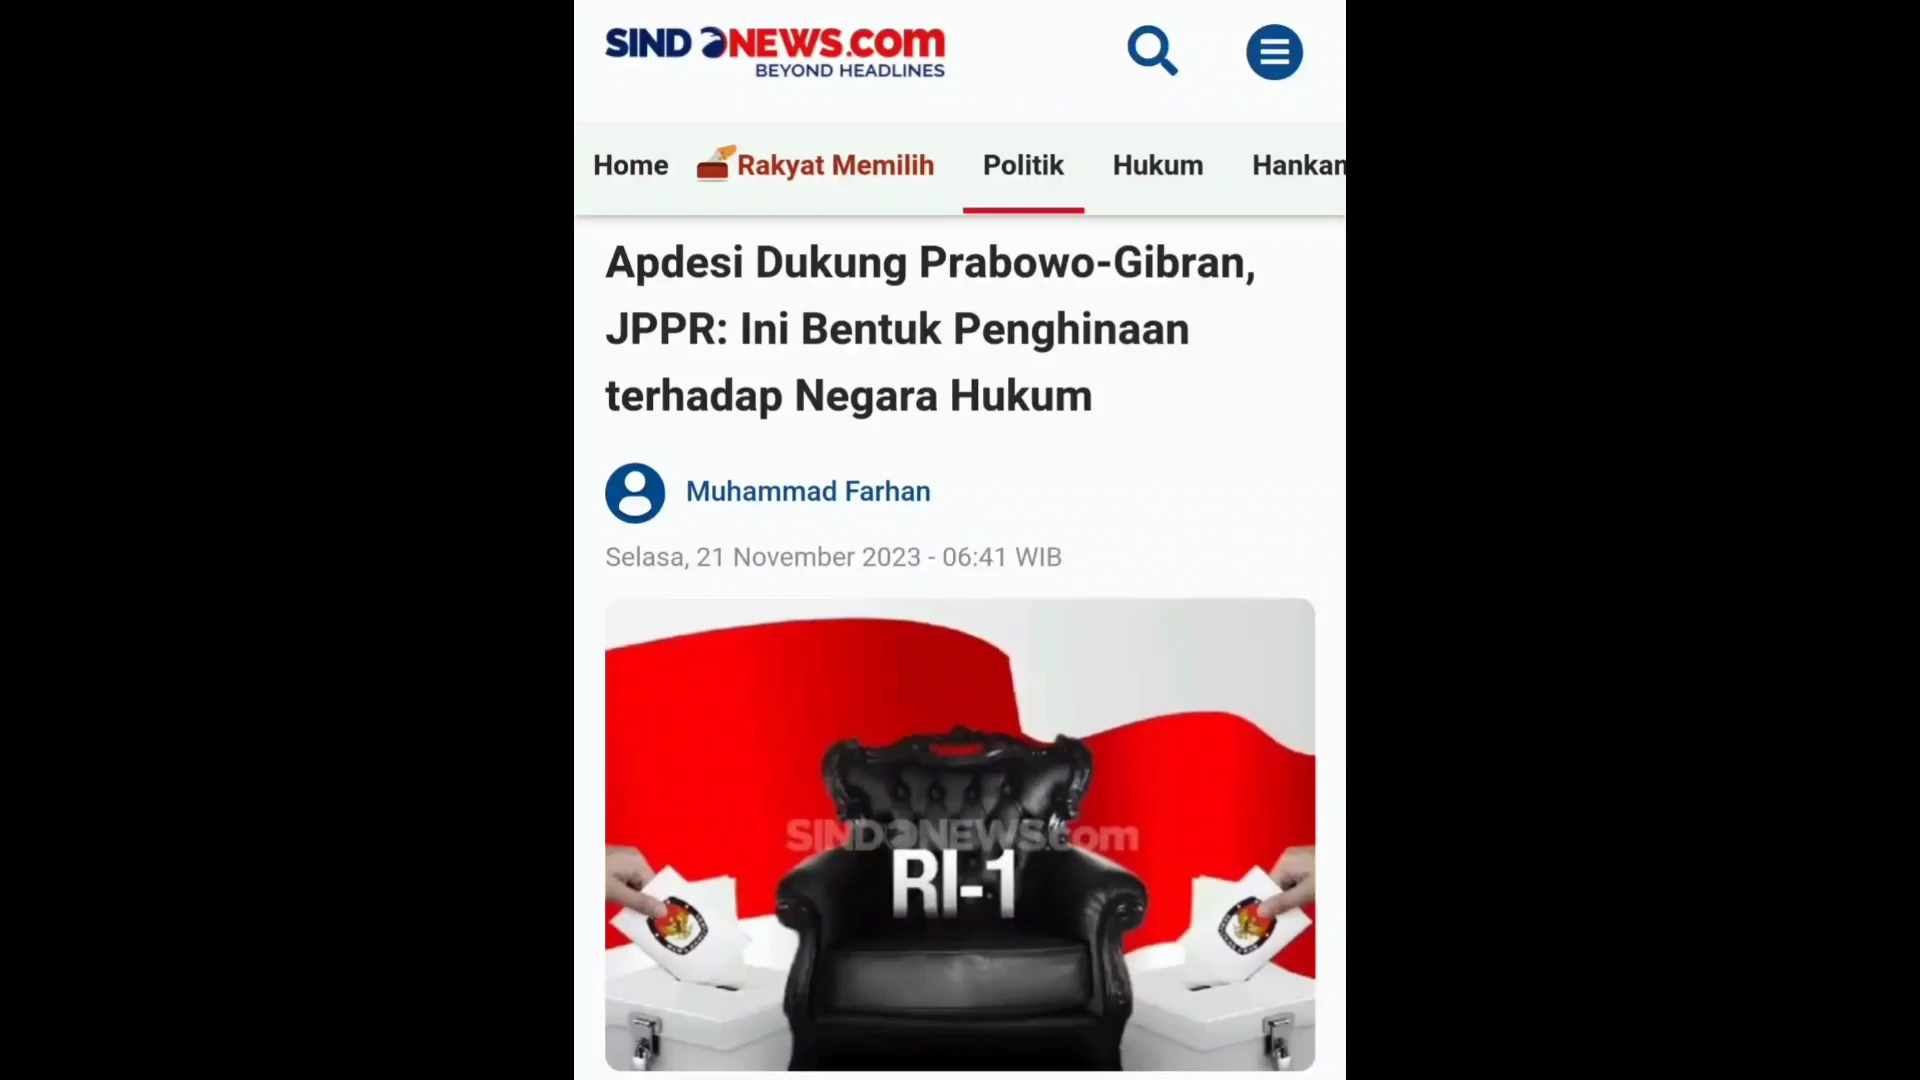 SINDONEWS.com
BEYOND HEADLINES
Home Rakyat Memilih Politik Hukum Hankam
Apdesi Dukung Prabowo-Gibran,
JPPR: Ini Bentuk Penghinaan
terhadap Negara Hukum
Muhammad Farhan
Selasa, 21 November 2023 - 06:41 WIB
SINDONEWS.com
RI-1